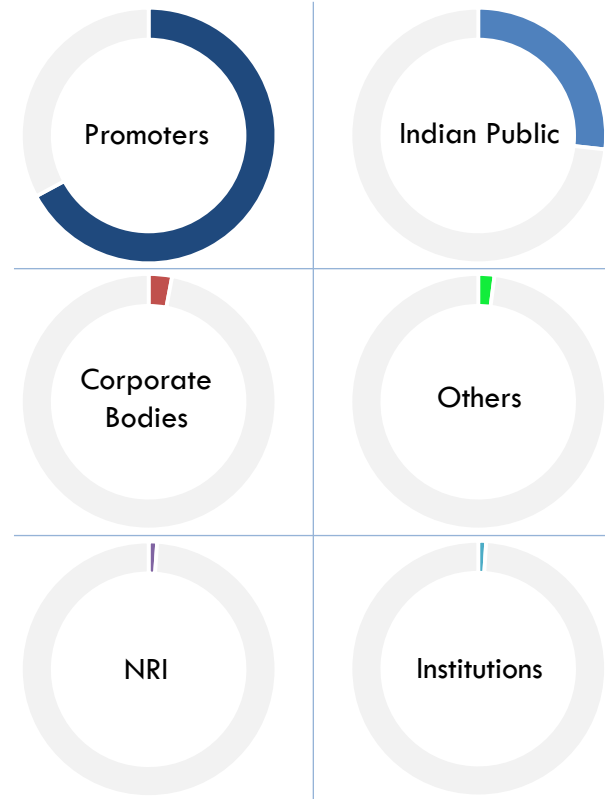 Promoters
Indian Public
Corporate
Bodies
Others
NRI
Institutions